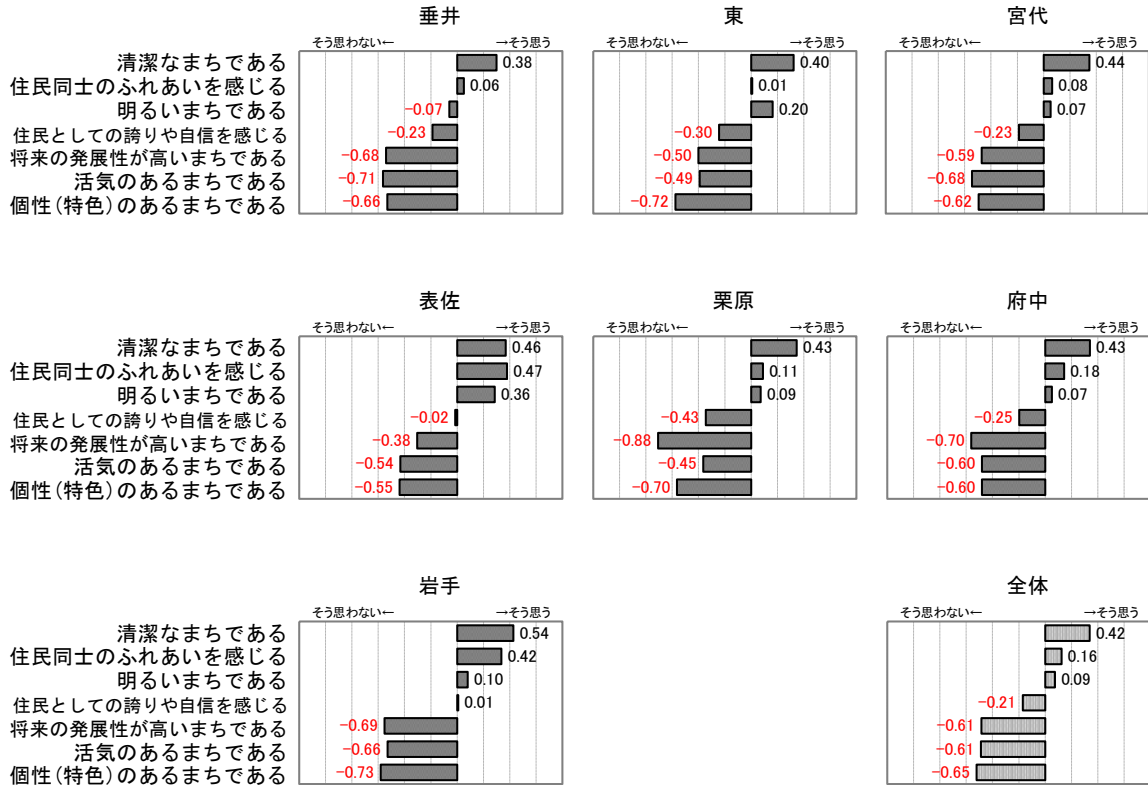 垂井 東 宮代
そう思わない← →そう思う そう思わない← →そう思う そう思わない← →そう思う
清潔なまちである 0.38 0.40 0.44
住民同士のふれあいを感じる 0.06 0.01 0.08
明るいまちである -0.07 0.20 0.07
住民としての誇りや自信を感じる -0.23 -0.30 -0.23
将来の発展性が高いまちである -0.68 -0.50 -0.59
活気のあるまちである -0.71 -0.49 -0.68
個性(特色)のあるまちである -0.66 -0.72 -0.62
表佐 栗原 府中
そう思わない← →そう思う そう思わない← →そう思う そう思わない← →そう思う
清潔なまちである 0.46 0.43 0.43
住民同士のふれあいを感じる 0.47 0.11 0.18
明るいまちである 0.36 0.09 0.07
住民としての誇りや自信を感じる -0.02 -0.43 -0.25
将来の発展性が高いまちである -0.38 -0.88 -0.70
活気のあるまちである -0.54 -0.45 -0.60
個性(特色)のあるまちである -0.55 -0.70 -0.60
岩手 全体
そう思わない← →そう思う そう思わない← →そう思う
清潔なまちである 0.54 0.42
住民同士のふれあいを感じる 0.42 0.16
明るいまちである 0.10 0.09
住民としての誇りや自信を感じる 0.01 -0.21
将来の発展性が高いまちである -0.69 -0.61
活気のあるまちである -0.66 -0.61
個性(特色)のあるまちである -0.73 -0.65